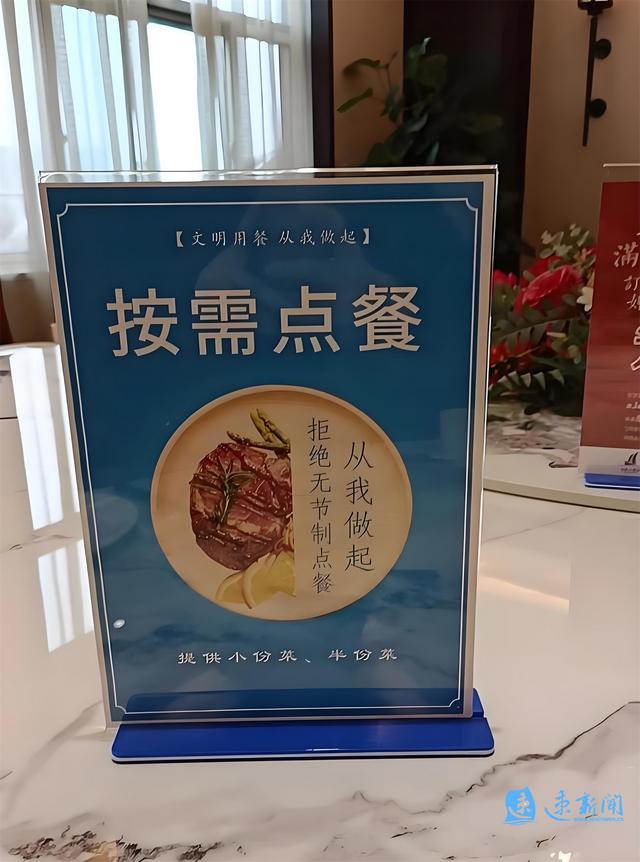 【文明用餐 从我做起】
按需点餐
从我做起
拒绝无节制点餐
提供小份菜、半份菜
满
速新闻